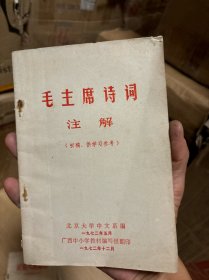 毛主席诗词
注解
(初稿，供学习参考)
北京大学中文系编
一九七二年五月
广西中小学教材编写组翻印
一九七二年十二月